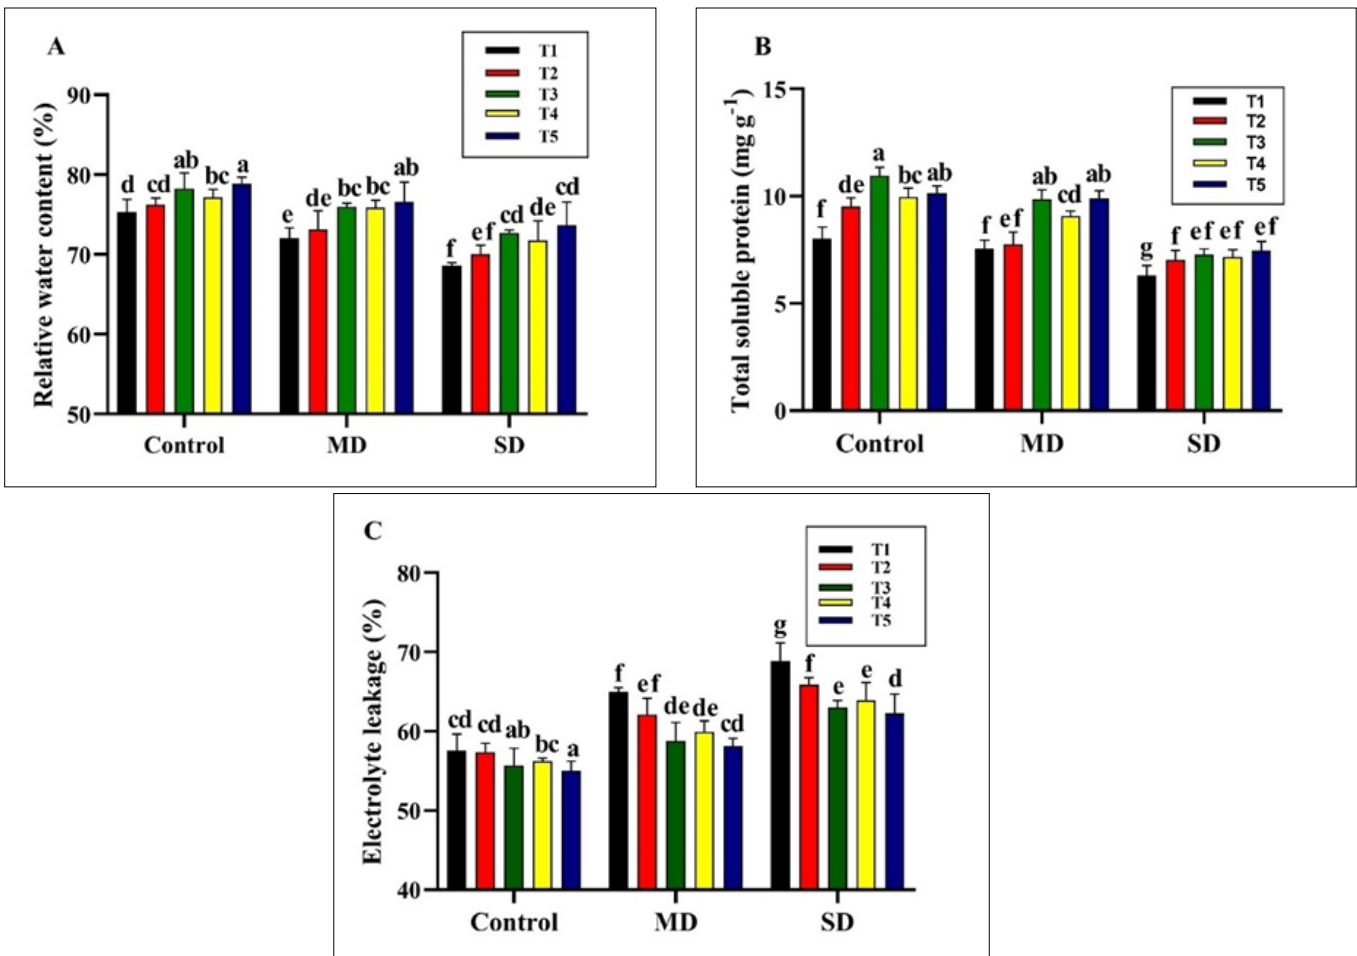 A
T1
T2
T3
T4
T5
Relative water content (%)
90
80
70
60
50
d cd ab bc a
e de bc bc ab
f ef cd de cd
Control MD SD
B
T1
T2
T3
T4
T5
Total soluble protein (mg g-1)
15
10
5
0
f de a bc ab
f ef ab cd ab
g f ef ef ef
Control MD SD
C
T1
T2
T3
T4
T5
Electrolyte leakage (%)
80
70
60
50
40
cd cd ab bc a
f ef de de cd
g f e e d
Control MD SD